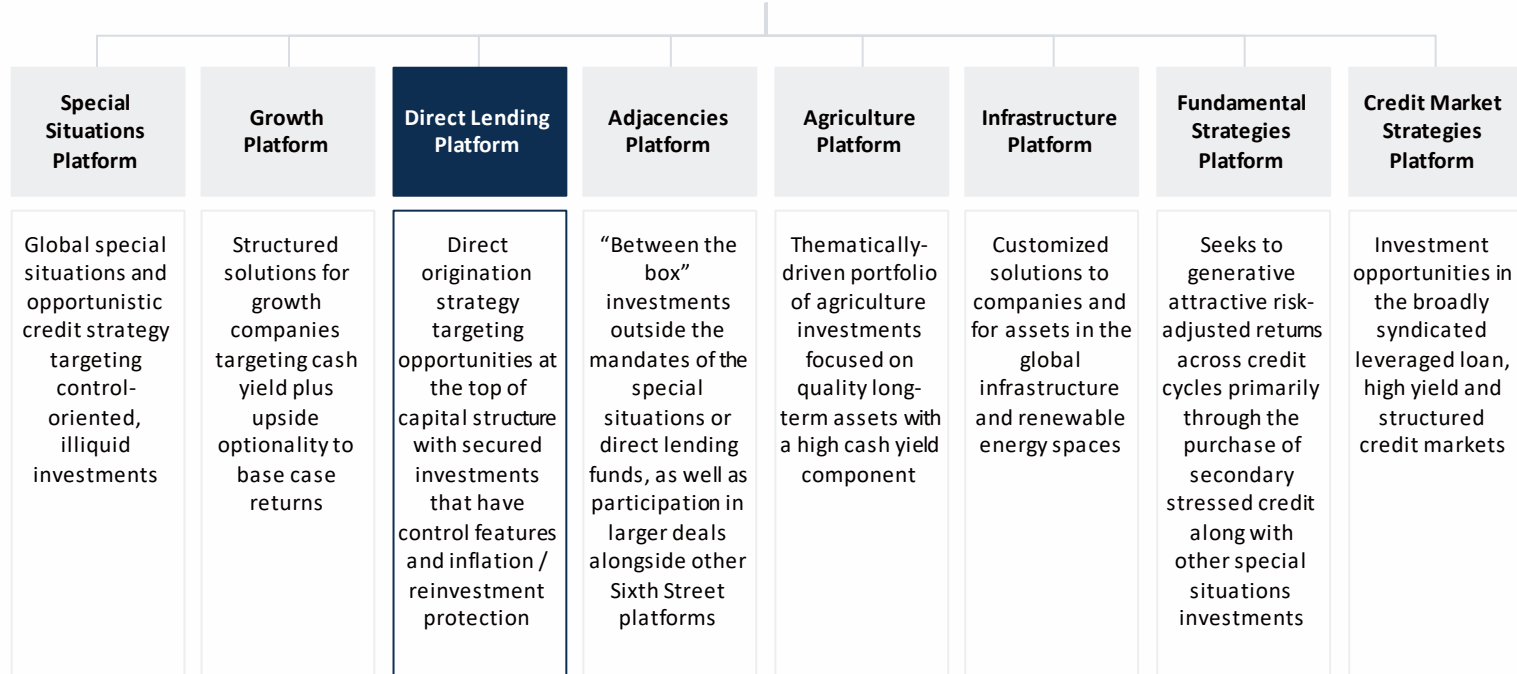 Special
Situations
Platform
Growth
Platform
Direct Lending
Platform
Adjacencies
Platform
Agriculture
Platform
Infrastructure
Platform
Fundamental
Strategies
Platform
Credit Market
Strategies
Platform
Global special
situations and
opportunistic
credit strategy
targeting
control-
oriented,
illiquid
investments
Structured
solutions for
growth
companies
targeting cash
yield plus
upside
optionality to
base case
returns
Direct
origination
strategy
targeting
opportunities at
the top of
capital structure
with secured
investments
that have
control features
and inflation /
reinvestment
protection
“Between the
box”
investments
outside the
mandates of the
special
situations or
direct lending
funds, as well as
participation in
larger deals
alongside other
Sixth Street
platforms
Thematically-
driven portfolio
of agriculture
investments
focused on
quality long-
term assets with
a high cash yield
component
Customized
solutions to
companies and
for assets in the
global
infrastructure
and renewable
energy spaces
Seeks to
generative
attractive risk-
adjusted returns
across credit
cycles primarily
through the
purchase of
secondary
stressed credit
along with
other special
situations
investments
Investment
opportunities in
the broadly
syndicated
leveraged loan,
high yield and
structured
credit markets